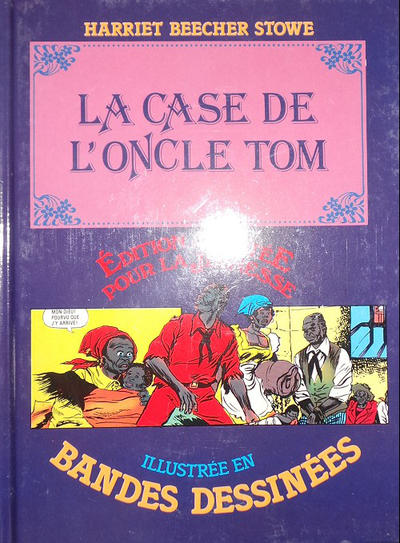 HARRIET BEECHER STOWE
LA CASE DE
L'ONCLE TOM
ÉDITION
POUR LA
MON DIEU!
POURVU QUE
J'Y ARRIVE!
ILLUSTRÉE EN
BANDES DESSINÉES